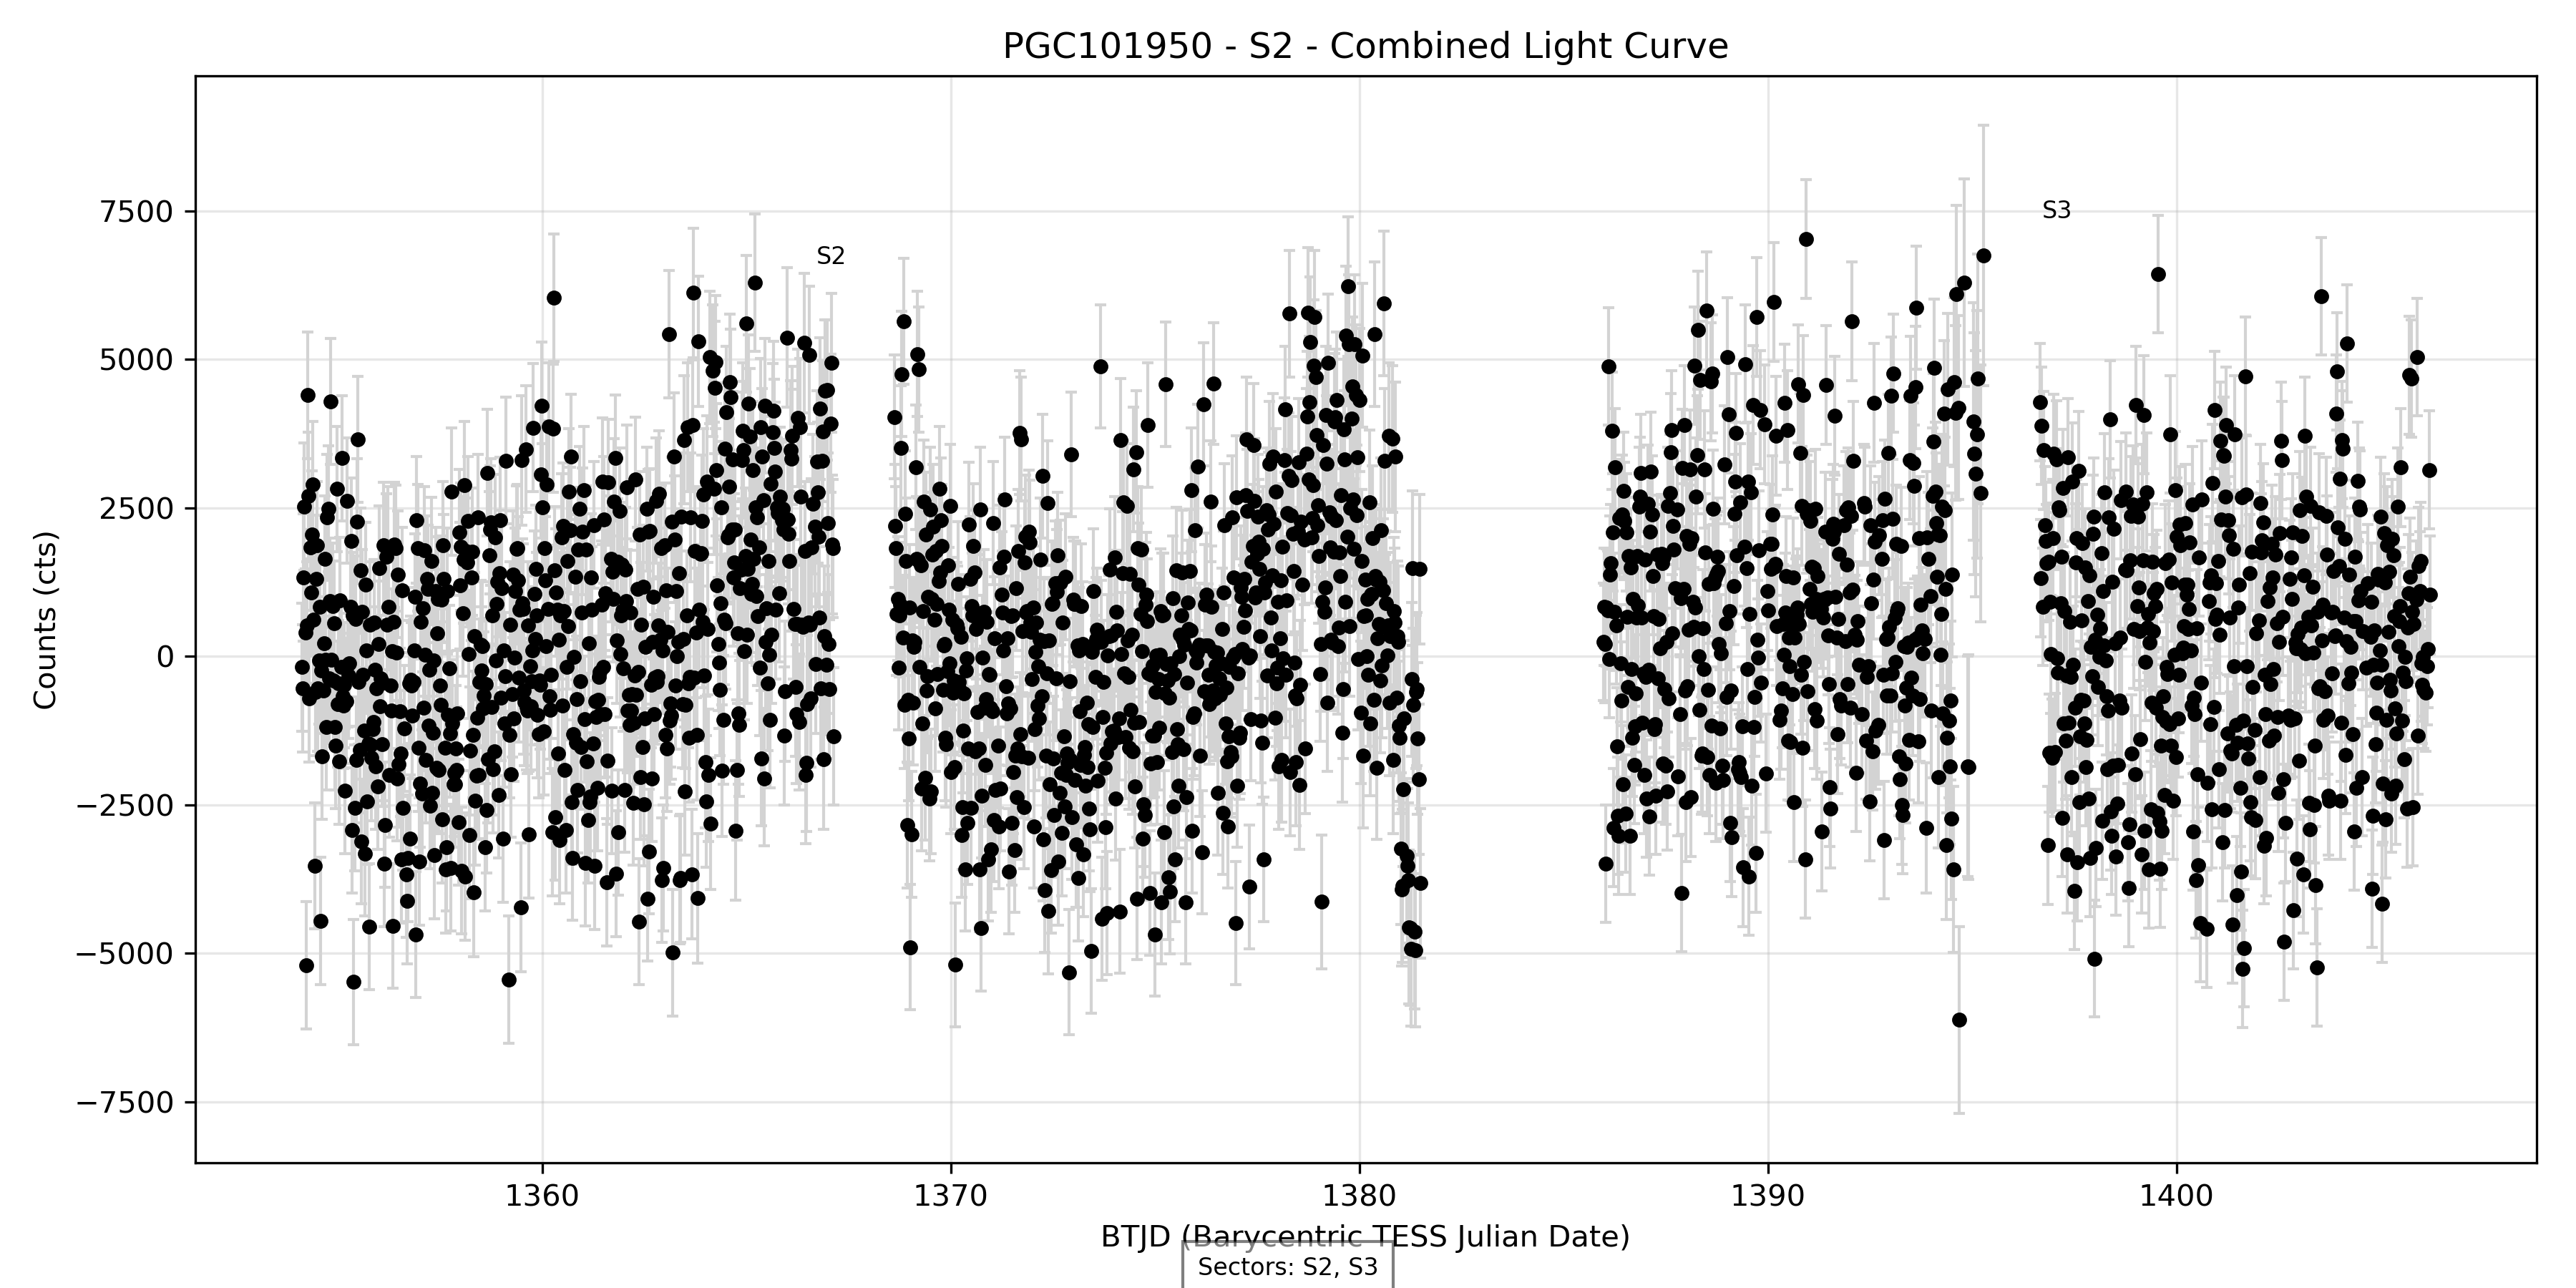 PGC101950 - S2 - Combined Light Curve
Counts (cts)
7500
5000
2500
0
−2500
−5000
−7500
S2
S3
1360
1370
1380
1390
1400
BTJD (Barycentric TESS Julian Date)
Sectors: S2, S3